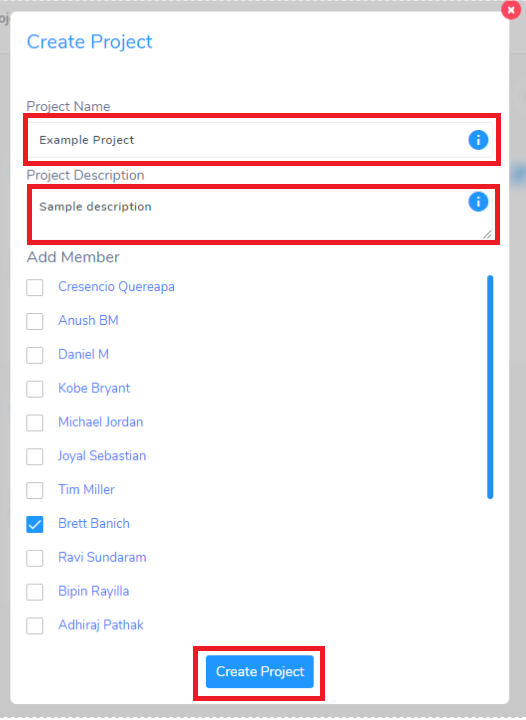 Create Project
Project Name
Example Project
Project Description
Sample description
Add Member
Cresencio Quereapa
Anush BM
Daniel M
Kobe Bryant
Michael Jordan
Joyal Sebastian
Tim Miller
Brett Banich
Ravi Sundaram
Bipin Rayilla
Adhiraj Pathak
Create Project